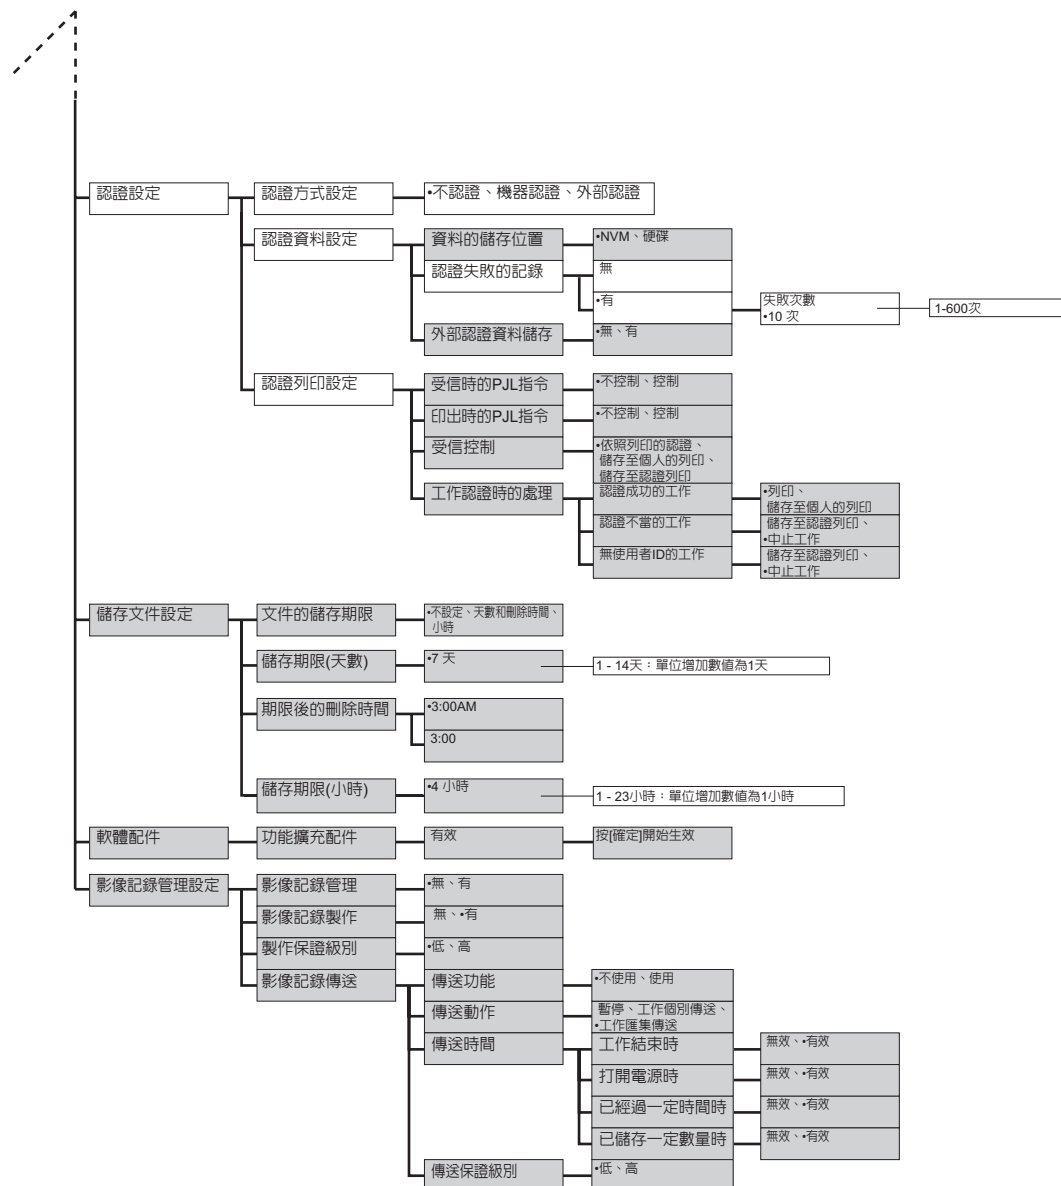 認證設定
認證方式設定
•不認證、機器認證、外部認證
認證資料設定
資料的儲存位置
•NVM、硬碟
認證失敗的記錄
無
•有
失敗次數
•10 次
1-600次
外部認證資料儲存
•無、有
認證列印設定
受信時的PJL指令
•不控制、控制
印出時的PJL指令
•不控制、控制
受信控制
•依照列印的認證、
儲存至個人的列印、
儲存至認證列印
工作認證時的處理
認證成功的工作
•列印、
儲存至個人的列印
認證不當的工作
儲存至認證列印、
•中止工作
無使用者ID的工作
儲存至認證列印、
•中止工作
儲存文件設定
文件的儲存期限
•不設定、天數和刪除時間、
小時
儲存期限(天數)
•7 天
1 - 14天：單位增加數值為1天
期限後的刪除時間
•3:00AM
3:00
儲存期限(小時)
•4 小時
1 - 23小時：單位增加數值為1小時
軟體配件
功能擴充配件
有效
按[確定]開始生效
影像記錄管理設定
影像記錄管理
•無、有
影像記錄製作
無、•有
製作保證級別
•低、高
影像記錄傳送
傳送功能
•不使用、使用
傳送動作
暫停、工作個別傳送、
•工作匯集傳送
傳送時間
工作結束時
無效、•有效
打開電源時
無效、•有效
已經過一定時間時
無效、•有效
已儲存一定數量時
無效、•有效
傳送保證級別
•低、高